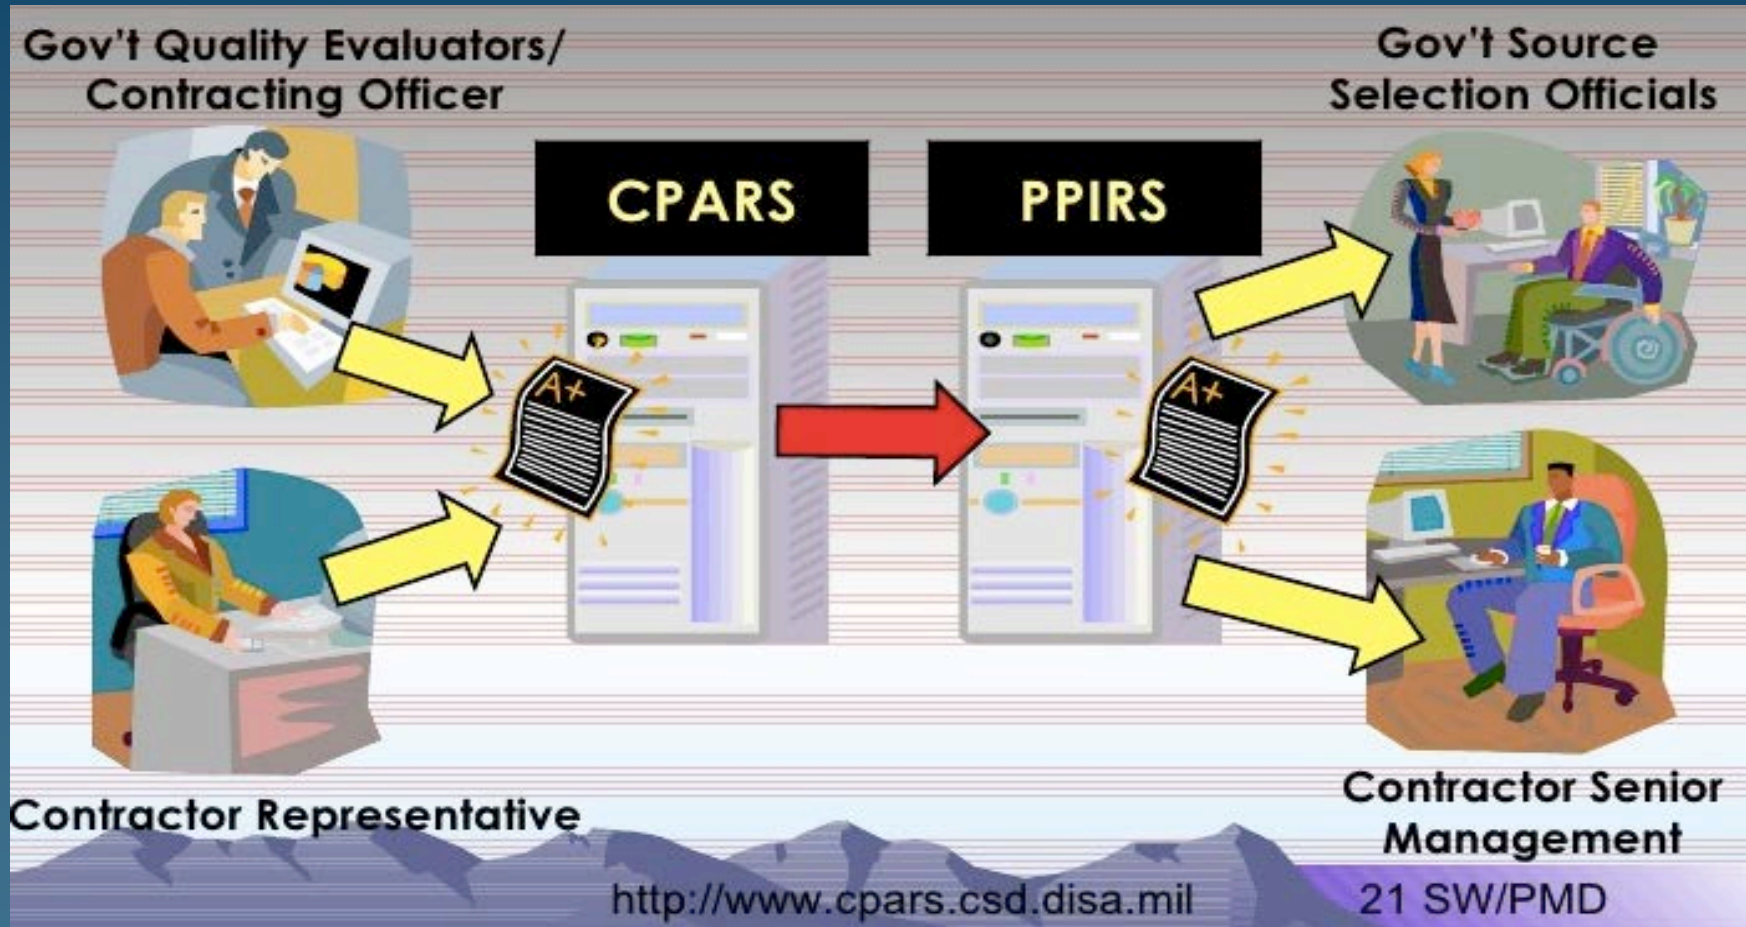 Gov't Quality Evaluators/
Contracting Officer
Gov't Source
Selection Officials
CPARS
PPIRS
A+
A+
Contractor Representative
Contractor Senior
Management
http://www.cpars.csd.disa.mil
21 SW/PMD